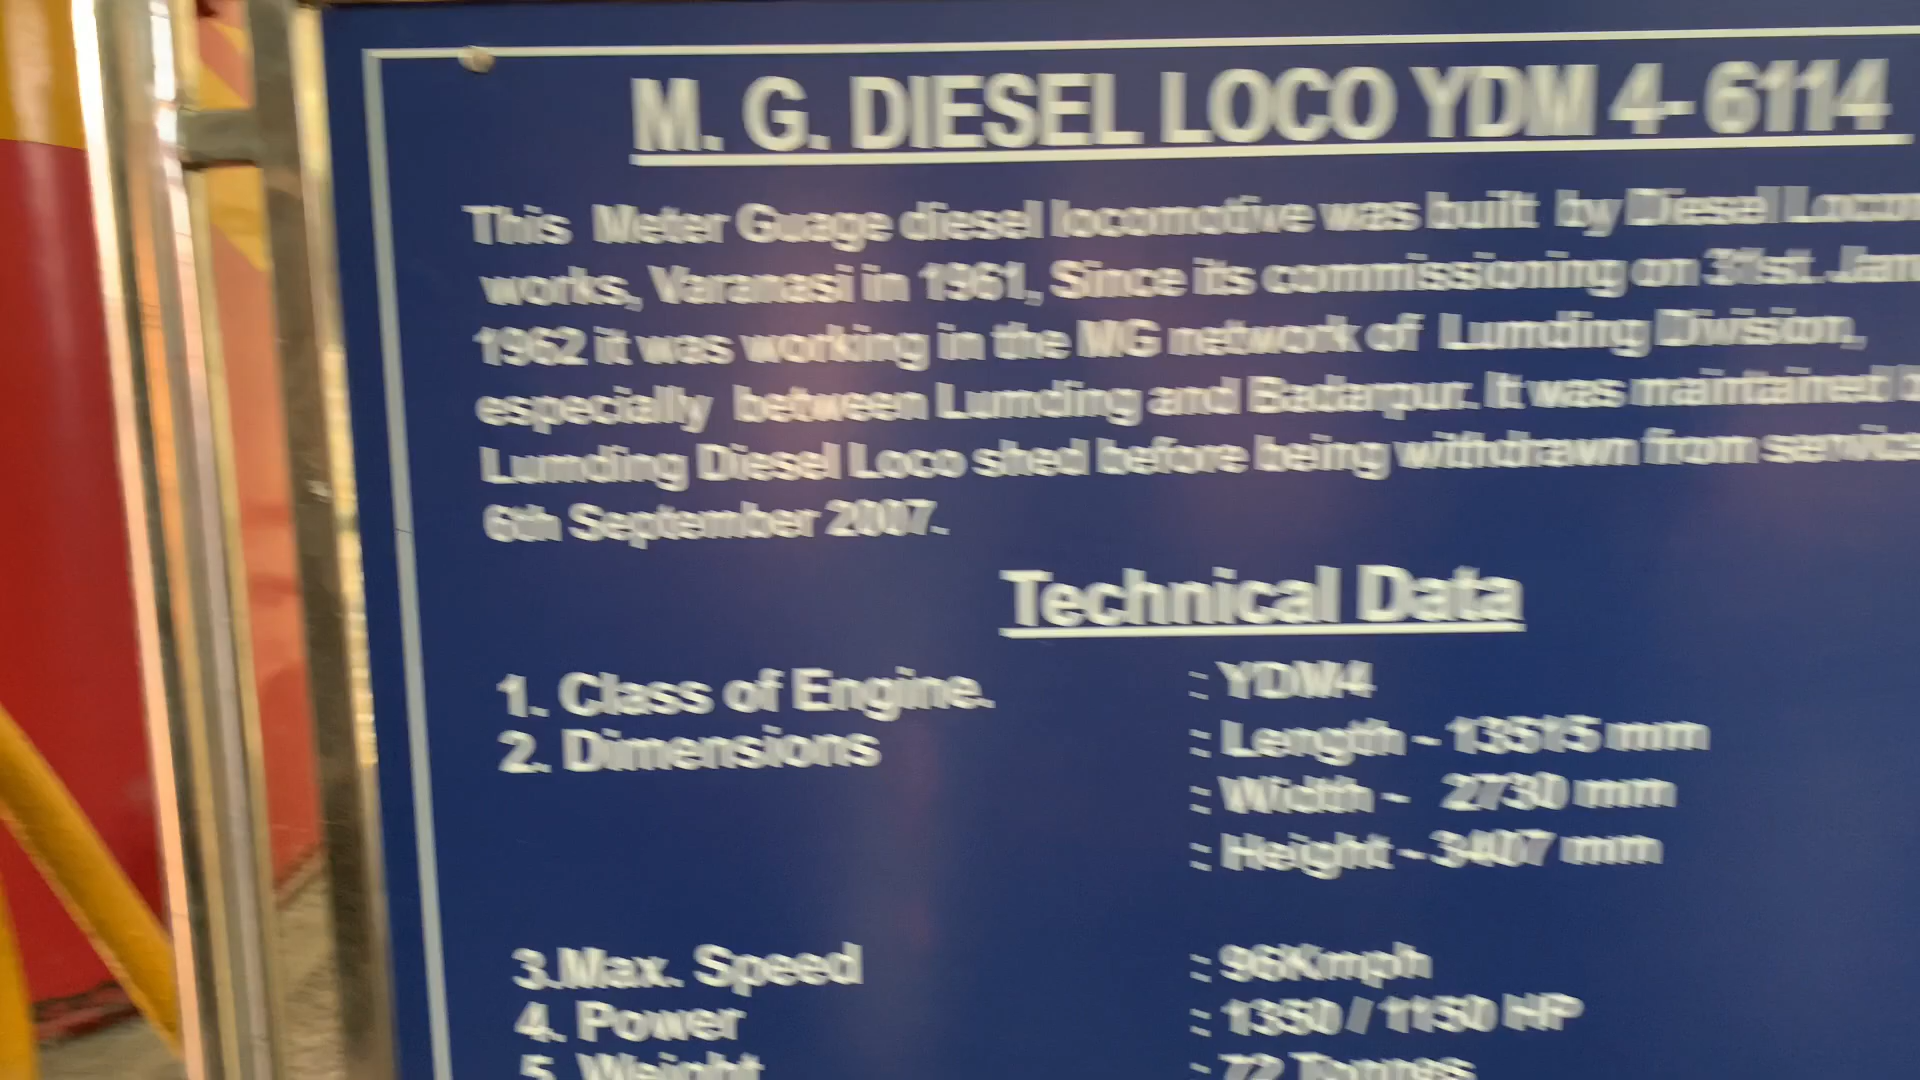 M. G. DIESEL LOCO YDM 4- 6114
This Meter Guage diesel locomotive was built by Diesel
works, Varanasi in 1961, Since its commissioning on 31st
1962 it was working in the MG network of Lumding Division,
especially between Lumding and Badarpur. It was maintained
Lumding Diesel Loco shed before being withdrawn from service
6th September 2007.
Technical Data
1. Class of Engine. : YDM4
2. Dimensions : Length - 13515 mm
: Width - 2730 mm
: Height - 3407 mm
3.Max. Speed : 96Kmph
4. Power : 1350 / 1150 HP
5. Weight : 72 Tonnes